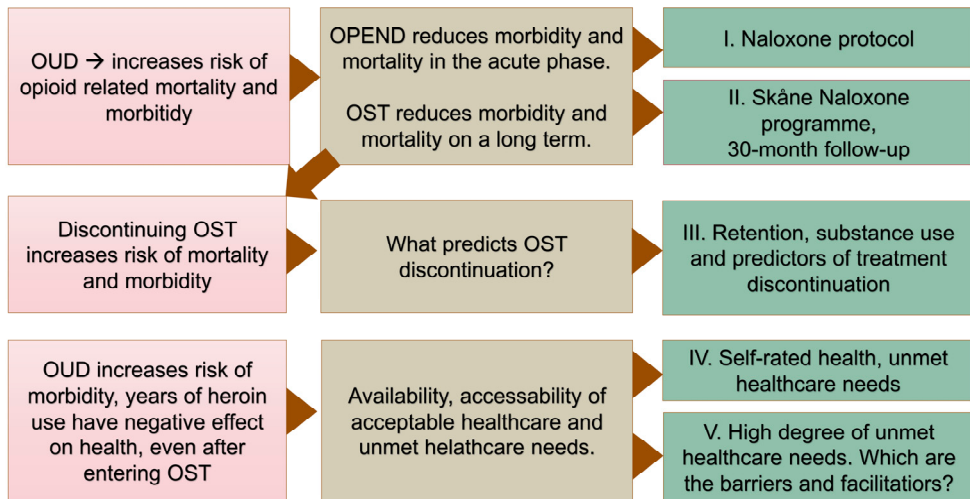 OUD → increases risk of
opioid related mortality and
morbitidy
OPEND reduces morbidity and
mortality in the acute phase.
OST reduces morbidity and
mortality on a long term.
I. Naloxone protocol
II. Skåne Naloxone
programme,
30-month follow-up
Discontinuing OST
increases risk of mortality
and morbidity
What predicts OST
discontinuation?
III. Retention, substance use
and predictors of treatment
discontinuation
OUD increases risk of
morbidity, years of heroin
use have negative effect
on health, even after
entering OST
Availability, accessability of
acceptable healthcare and
unmet helathcare needs.
IV. Self-rated health, unmet
healthcare needs
V. High degree of unmet
healthcare needs. Which are
the barriers and facilitatiors?